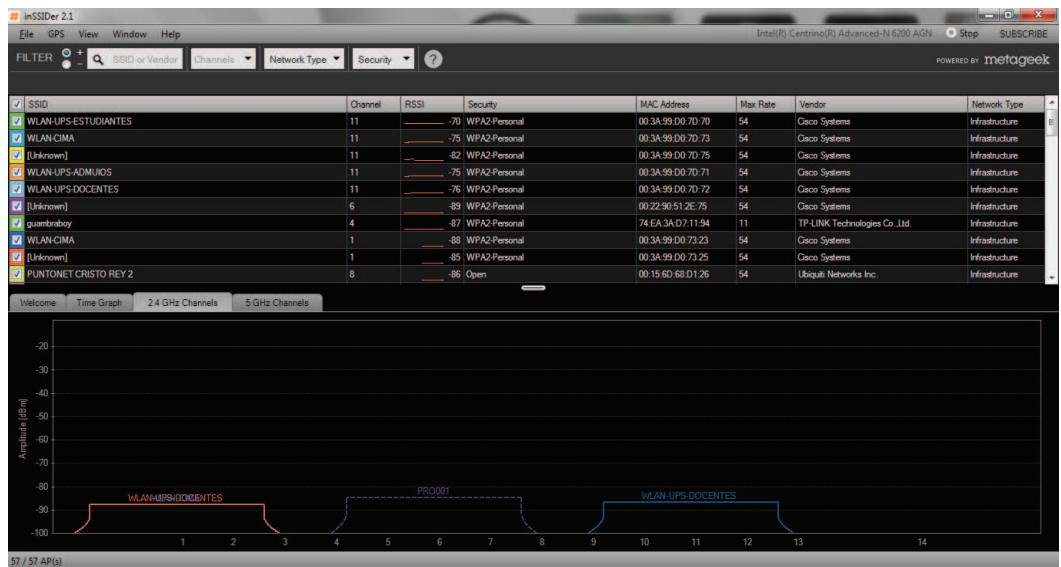 inSSIDer 2.1
File GPS View Window Help Intel(R) Centrino(R) Advanced-N 6200 AGN Stop SUBSCRIBE
FILTER + - SSID or Vendor Channels Network Type Security ? POWERED BY metageek
SSID Channel RSSI Security MAC Address Max Rate Vendor Network Type
WLAN-UPS-ESTUDIANTES 11 -70 WPA2-Personal 00:3A:99:D0:7D:70 54 Cisco Systems Infrastructure
WLAN-CIMA 11 -75 WPA2-Personal 00:3A:99:D0:7D:73 54 Cisco Systems Infrastructure
[Unknown] 11 -82 WPA2-Personal 00:3A:99:D0:7D:75 54 Cisco Systems Infrastructure
WLAN-UPS-ADMUIOS 11 -75 WPA2-Personal 00:3A:99:D0:7D:71 54 Cisco Systems Infrastructure
WLAN-UPS-DOCENTES 11 -76 WPA2-Personal 00:3A:99:D0:7D:72 54 Cisco Systems Infrastructure
[Unknown] 6 -89 WPA2-Personal 00:22:90:51:2E:75 54 Cisco Systems Infrastructure
guambraboy 4 -87 WPA2-Personal 74:EA:3A:D7:11:94 11 TP-LINK Technologies Co.,Ltd. Infrastructure
WLAN-CIMA 1 -88 WPA2-Personal 00:3A:99:D0:73:23 54 Cisco Systems Infrastructure
[Unknown] 1 -85 WPA2-Personal 00:3A:99:D0:73:25 54 Cisco Systems Infrastructure
PUNTONET CRISTO REY 2 8 -86 Open 00:15:6D:68:D1:26 54 Ubiquiti Networks Inc. Infrastructure
Welcome Time Graph 2.4 GHz Channels 5 GHz Channels
Amplitude [dBm]
-20
-30
-40
-50
-60
-70
-80
PRO001
WLAN-UPS-DOCENTES WLAN-UPS-DOCENTES
-90
-100
1 2 3 4 5 6 7 8 9 10 11 12 13 14
57 / 57 AP(s)